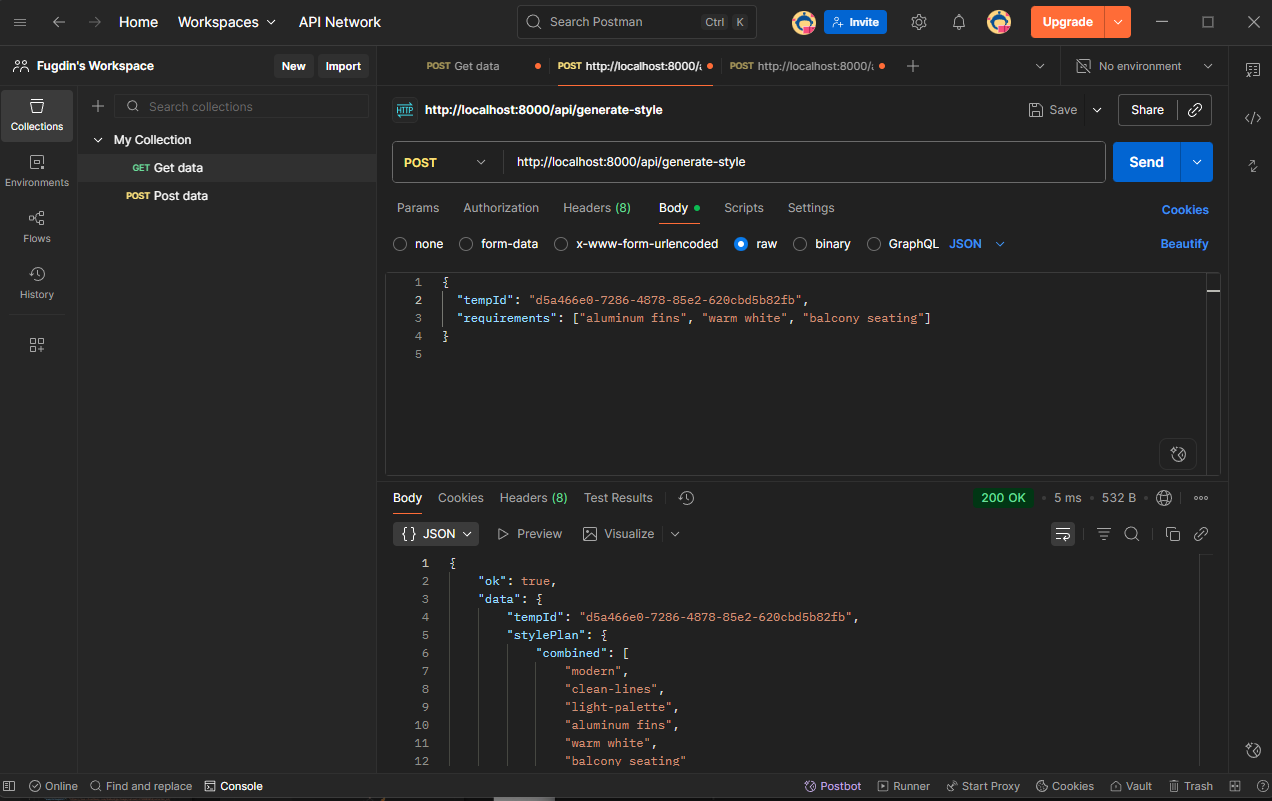 Home Workspaces API Network Search Postman Ctrl K Invite Upgrade
Fugdin's Workspace New Import POST Get data POST http://localhost:8000/a POST http://localhost:8000/a No environment
Collections
Search collections
HTTP http://localhost:8000/api/generate-style Save Share
My Collection
GET Get data
POST Post data
Environments
Flows
History
POST http://localhost:8000/api/generate-style Send
Params Authorization Headers (8) Body Scripts Settings Cookies
none form-data x-www-form-urlencoded raw binary GraphQL JSON Beautify
1 {
2 "tempId": "d5a466e0-7286-4878-85e2-620cbd5b82fb",
3 "requirements": ["aluminum fins", "warm white", "balcony seating"]
4 }
5
Body Cookies Headers (8) Test Results 200 OK 5 ms 532 B
{} JSON Preview Visualize
1 {
2 "ok": true,
3 "data": {
4 "tempId": "d5a466e0-7286-4878-85e2-620cbd5b82fb",
5 "stylePlan": {
6 "combined": [
7 "modern",
8 "clean-lines",
9 "light-palette",
10 "aluminum fins",
11 "warm white",
12 "balcony seating"
Online Find and replace Console Postbot Runner Start Proxy Cookies Vault Trash